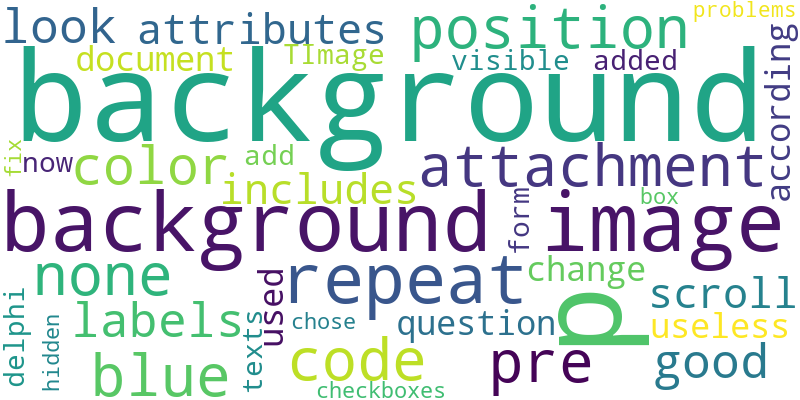 look attributes position problems
document TImage visible added
background
according
fix now color add includes attachment
background image
form box
none repeat p change
delphi hidden labels texts used chose question scroll
useless
blue code pre good
checkboxes